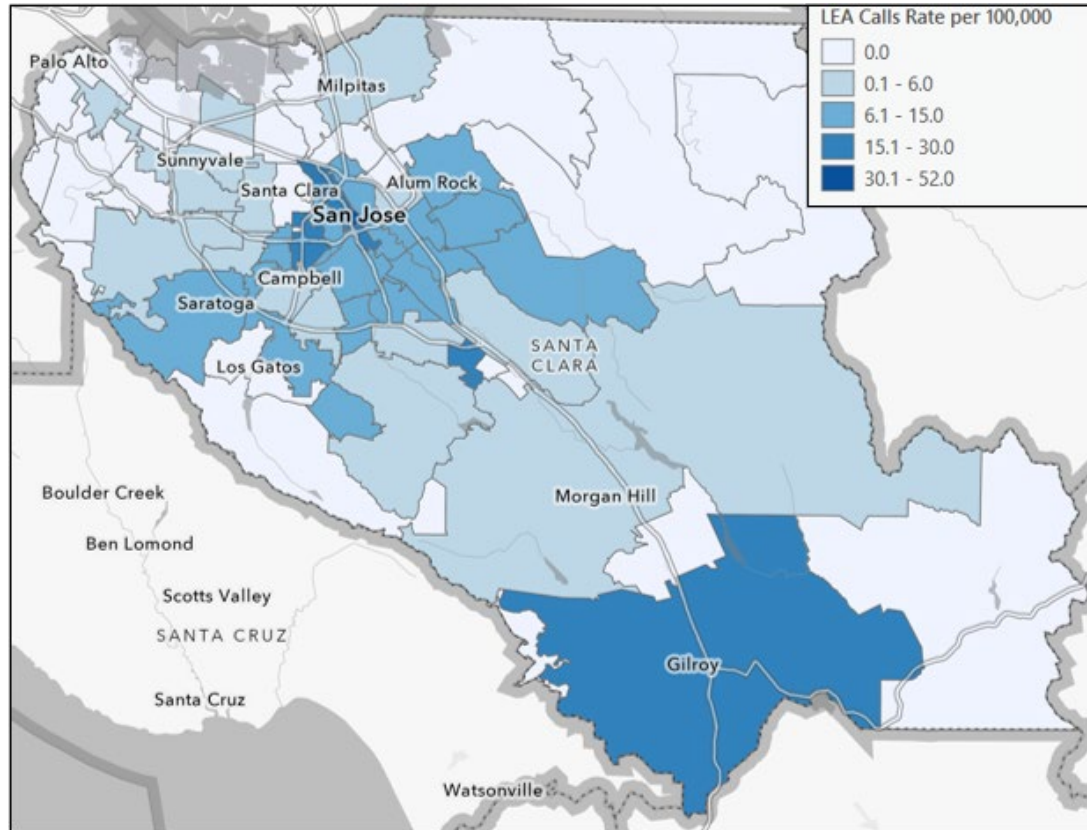 LEA Calls Rate per 100,000
0.0
0.1 - 6.0
6.1 - 15.0
15.1 - 30.0
30.1 - 52.0
Palo Alto
Milpitas
Sunnyvale
Santa Clara
Alum Rock
San Jose
Campbell
Saratoga
SANTA
CLARA
Los Gatos
Boulder Creek
Morgan Hill
Ben Lomond
Scotts Valley
SANTA CRUZ
Gilroy
Santa Cruz
Watsonville